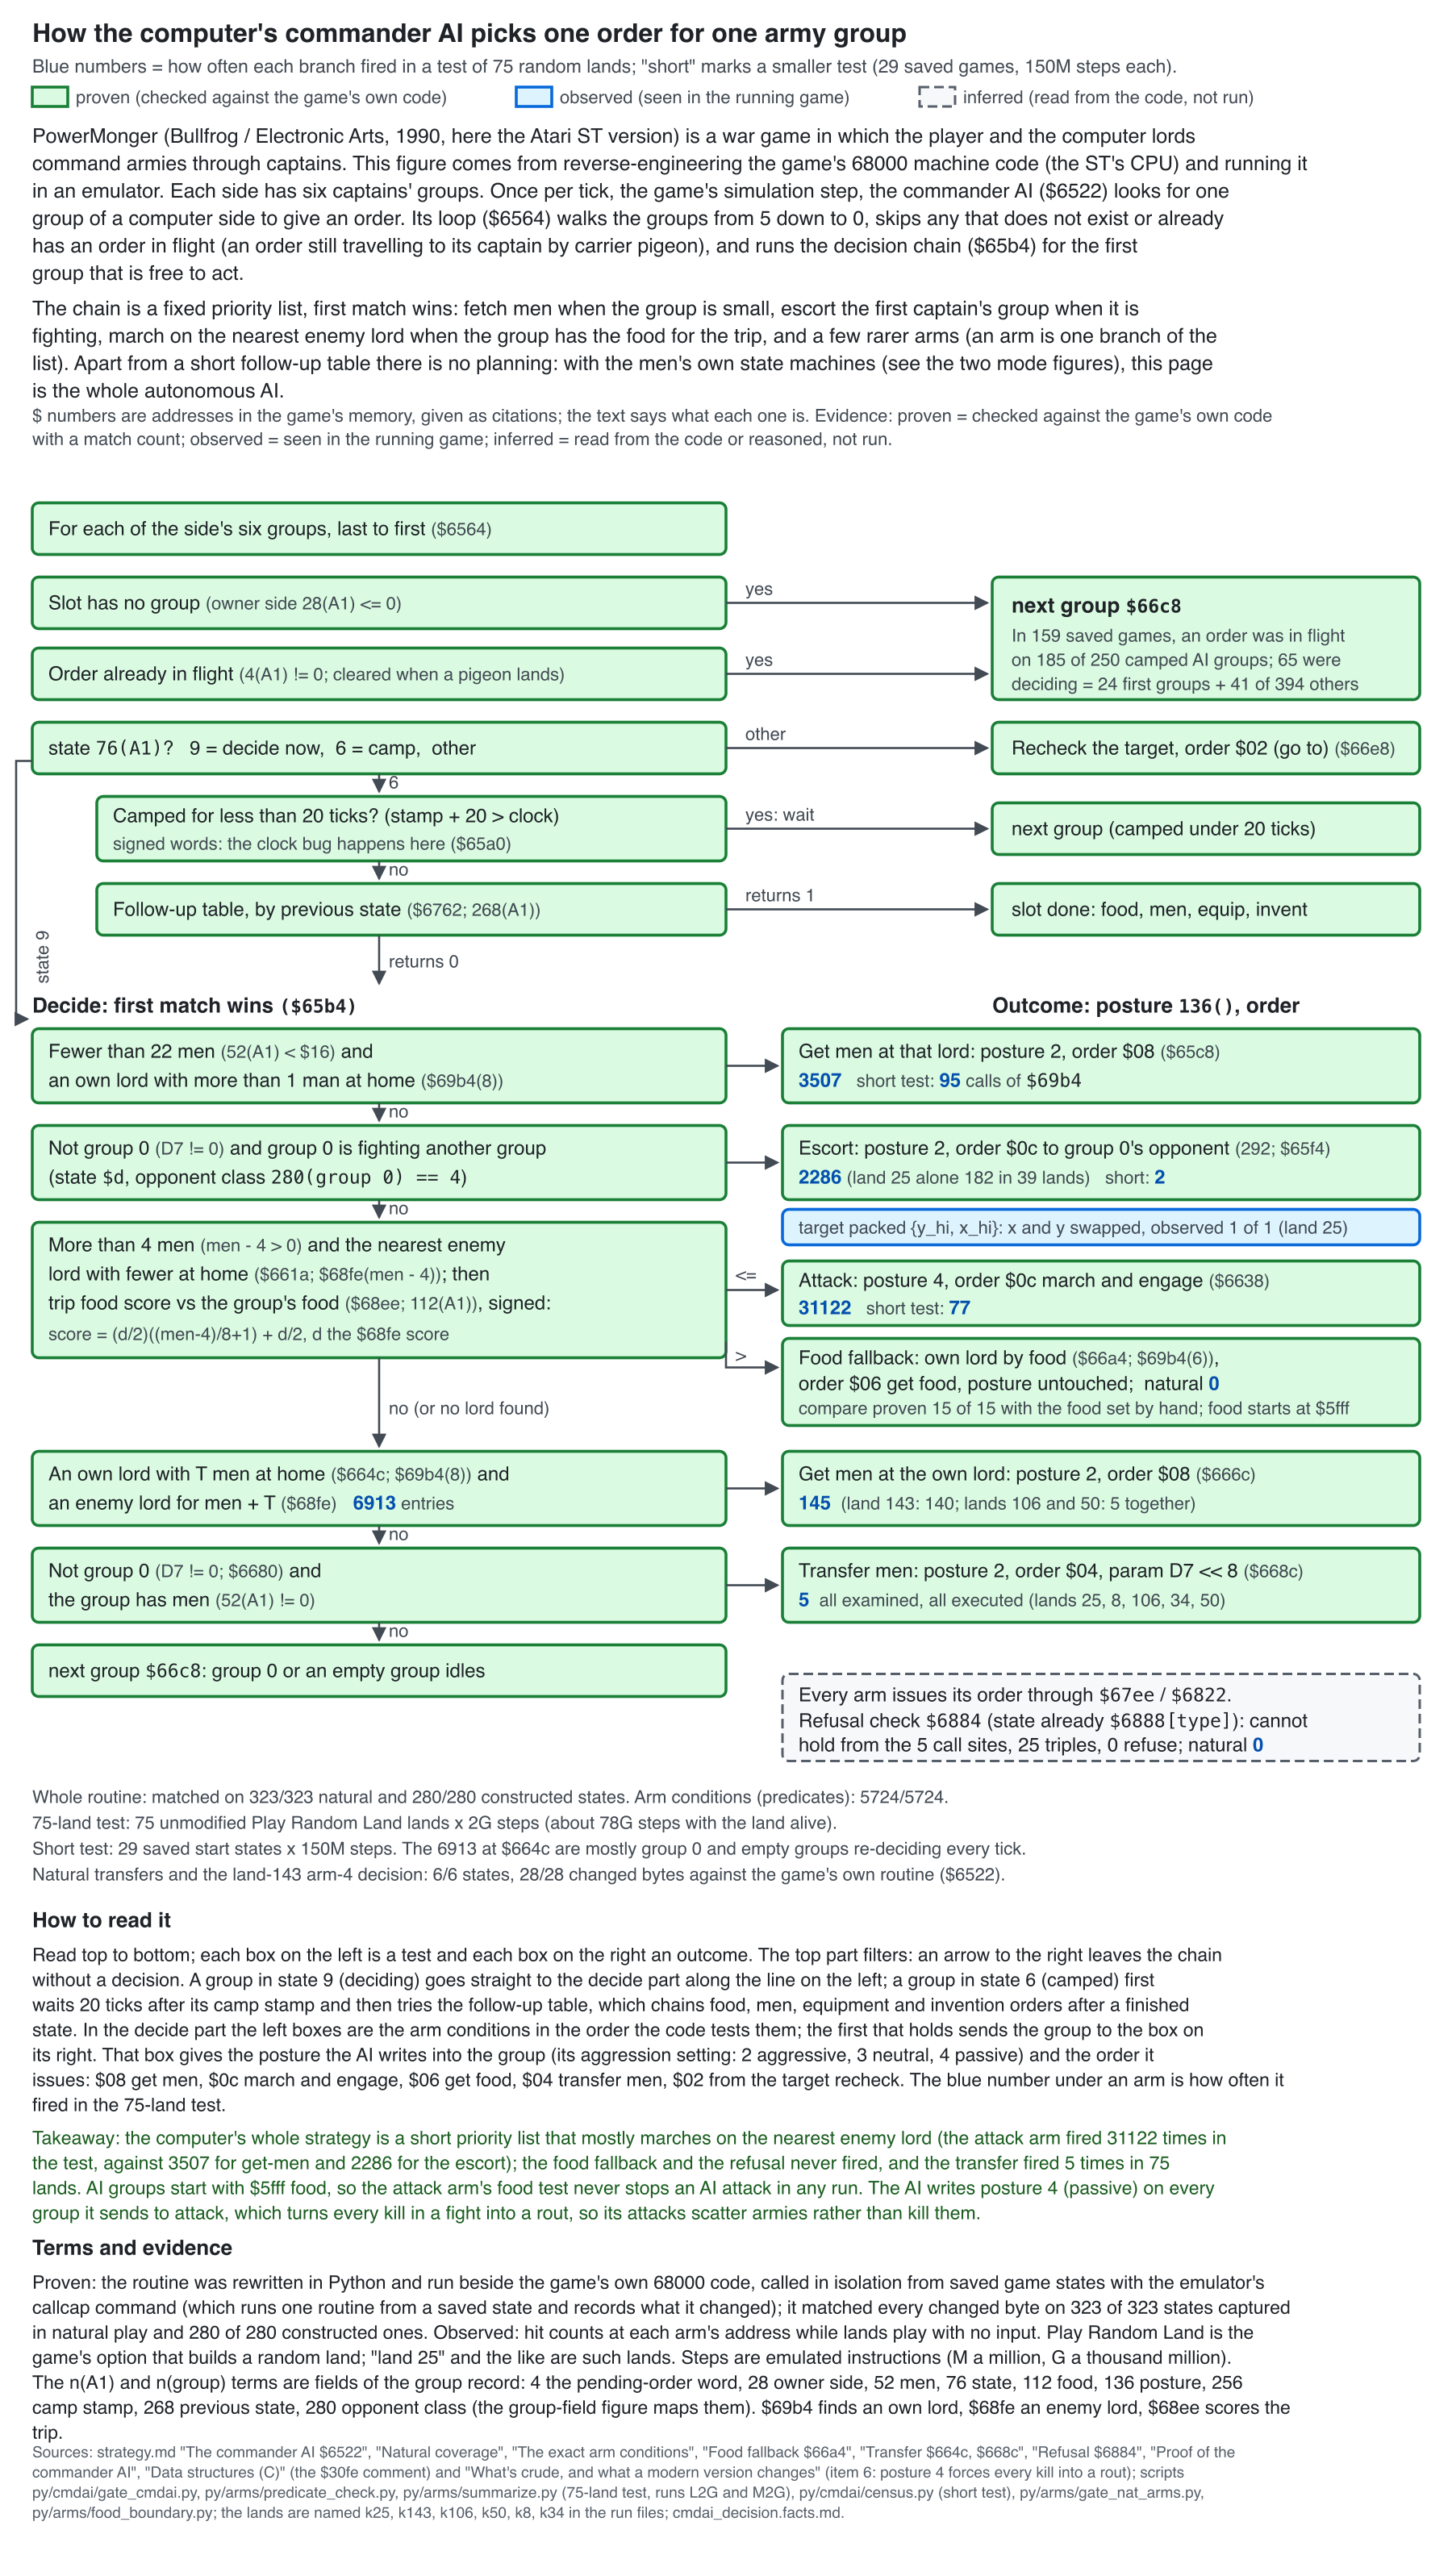 How the computer's commander AI picks one order for one army group
Blue numbers = how often each branch fired in a test of 75 random lands; "short" marks a smaller test (29 saved games, 150M steps each).
proven (checked against the game's own code)
observed (seen in the running game)
inferred (read from the code, not run)
PowerMonger (Bullfrog / Electronic Arts, 1990, here the Atari ST version) is a war game in which the player and the computer lords
command armies through captains. This figure comes from reverse-engineering the game's 68000 machine code (the ST's CPU) and running it
in an emulator. Each side has six captains' groups. Once per tick, the game's simulation step, the commander AI ($6522) looks for one
group of a computer side to give an order. Its loop ($6564) walks the groups from 5 down to 0, skips any that does not exist or already
has an order in flight (an order still travelling to its captain by carrier pigeon), and runs the decision chain ($65b4) for the first
group that is free to act.
The chain is a fixed priority list, first match wins: fetch men when the group is small, escort the first captain's group when it is
fighting, march on the nearest enemy lord when the group has the food for the trip, and a few rarer arms (an arm is one branch of the
list). Apart from a short follow-up table there is no planning: with the men's own state machines (see the two mode figures), this page
is the whole autonomous AI.
$ numbers are addresses in the game's memory, given as citations; the text says what each one is. Evidence: proven = checked against the game's own code
with a match count; observed = seen in the running game; inferred = read from the code or reasoned, not run.
For each of the side's six groups, last to first ($6564)
Slot has no group (owner side 28(A1) <= 0)
yes
next group $66c8
In 159 saved games, an order was in flight
on 185 of 250 camped AI groups; 65 were
deciding = 24 first groups + 41 of 394 others
Order already in flight (4(A1) != 0; cleared when a pigeon lands)
yes
state 76(A1)? 9 = decide now, 6 = camp, other
other
Recheck the target, order $02 (go to) ($66e8)
6
Camped for less than 20 ticks? (stamp + 20 > clock)
signed words: the clock bug happens here ($65a0)
yes: wait
next group (camped under 20 ticks)
no
Follow-up table, by previous state ($6762; 268(A1))
returns 1
slot done: food, men, equip, invent
state 9
returns 0
Decide: first match wins ($65b4)
Outcome: posture 136(), order
Fewer than 22 men (52(A1) < $16) and
an own lord with more than 1 man at home ($69b4(8))
Get men at that lord: posture 2, order $08 ($65c8)
3507 short test: 95 calls of $69b4
no
Not group 0 (D7 != 0) and group 0 is fighting another group
(state $d, opponent class 280(group 0) == 4)
Escort: posture 2, order $0c to group 0's opponent (292; $65f4)
2286 (land 25 alone 182 in 39 lands) short: 2
no
target packed {y_hi, x_hi}: x and y swapped, observed 1 of 1 (land 25)
More than 4 men (men - 4 > 0) and the nearest enemy
lord with fewer at home ($661a; $68fe(men - 4)); then
trip food score vs the group's food ($68ee; 112(A1)), signed:
score = (d/2)((men-4)/8+1) + d/2, d the $68fe score
<=
Attack: posture 4, order $0c march and engage ($6638)
31122 short test: 77
>
Food fallback: own lord by food ($66a4; $69b4(6)),
order $06 get food, posture untouched; natural 0
compare proven 15 of 15 with the food set by hand; food starts at $5fff
no (or no lord found)
An own lord with T men at home ($664c; $69b4(8)) and
an enemy lord for men + T ($68fe) 6913 entries
Get men at the own lord: posture 2, order $08 ($666c)
145 (land 143: 140; lands 106 and 50: 5 together)
no
Not group 0 (D7 != 0; $6680) and
the group has men (52(A1) != 0)
Transfer men: posture 2, order $04, param D7 << 8 ($668c)
5 all examined, all executed (lands 25, 8, 106, 34, 50)
no
next group $66c8: group 0 or an empty group idles
Every arm issues its order through $67ee / $6822.
Refusal check $6884 (state already $6888[type]): cannot
hold from the 5 call sites, 25 triples, 0 refuse; natural 0
Whole routine: matched on 323/323 natural and 280/280 constructed states. Arm conditions (predicates): 5724/5724.
75-land test: 75 unmodified Play Random Land lands x 2G steps (about 78G steps with the land alive).
Short test: 29 saved start states x 150M steps. The 6913 at $664c are mostly group 0 and empty groups re-deciding every tick.
Natural transfers and the land-143 arm-4 decision: 6/6 states, 28/28 changed bytes against the game's own routine ($6522).
How to read it
Read top to bottom; each box on the left is a test and each box on the right an outcome. The top part filters: an arrow to the right leaves the chain
without a decision. A group in state 9 (deciding) goes straight to the decide part along the line on the left; a group in state 6 (camped) first
waits 20 ticks after its camp stamp and then tries the follow-up table, which chains food, men, equipment and invention orders after a finished
state. In the decide part the left boxes are the arm conditions in the order the code tests them; the first that holds sends the group to the box on
its right. That box gives the posture the AI writes into the group (its aggression setting: 2 aggressive, 3 neutral, 4 passive) and the order it
issues: $08 get men, $0c march and engage, $06 get food, $04 transfer men, $02 from the target recheck. The blue number under an arm is how often it
fired in the 75-land test.
Takeaway: the computer's whole strategy is a short priority list that mostly marches on the nearest enemy lord (the attack arm fired 31122 times in
the test, against 3507 for get-men and 2286 for the escort); the food fallback and the refusal never fired, and the transfer fired 5 times in 75
lands. AI groups start with $5fff food, so the attack arm's food test never stops an AI attack in any run. The AI writes posture 4 (passive) on every
group it sends to attack, which turns every kill in a fight into a rout, so its attacks scatter armies rather than kill them.
Terms and evidence
Proven: the routine was rewritten in Python and run beside the game's own 68000 code, called in isolation from saved game states with the emulator's
callcap command (which runs one routine from a saved state and records what it changed); it matched every changed byte on 323 of 323 states captured
in natural play and 280 of 280 constructed ones. Observed: hit counts at each arm's address while lands play with no input. Play Random Land is the
game's option that builds a random land; "land 25" and the like are such lands. Steps are emulated instructions (M a million, G a thousand million).
The n(A1) and n(group) terms are fields of the group record: 4 the pending-order word, 28 owner side, 52 men, 76 state, 112 food, 136 posture, 256
camp stamp, 268 previous state, 280 opponent class (the group-field figure maps them). $69b4 finds an own lord, $68fe an enemy lord, $68ee scores the
trip.
Sources: strategy.md "The commander AI $6522", "Natural coverage", "The exact arm conditions", "Food fallback $66a4", "Transfer $664c, $668c", "Refusal $6884", "Proof of the
commander AI", "Data structures (C)" (the $30fe comment) and "What's crude, and what a modern version changes" (item 6: posture 4 forces every kill into a rout); scripts
py/cmdai/gate_cmdai.py, py/arms/predicate_check.py, py/arms/summarize.py (75-land test, runs L2G and M2G), py/cmdai/census.py (short test), py/arms/gate_nat_arms.py,
py/arms/food_boundary.py; the lands are named k25, k143, k106, k50, k8, k34 in the run files; cmdai_decision.facts.md.